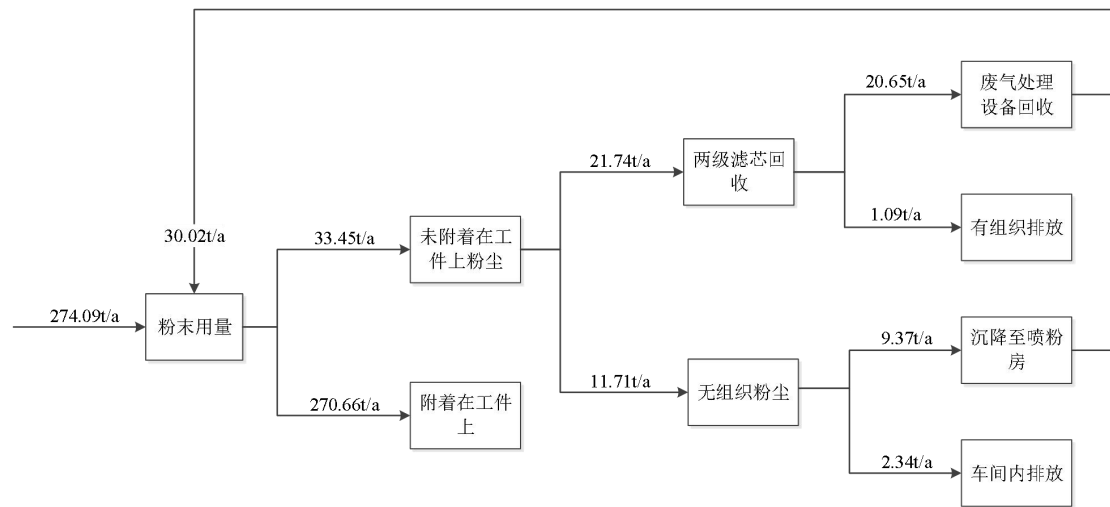 20.65t/a
废气处理
设备回收
21.74t/a
两级滤芯回
收
1.09t/a
有组织排放
30.02t/a
33.45t/a
未附着在工
件上粉尘
274.09t/a
粉末用量
9.37t/a
沉降至喷粉
房
11.71t/a
无组织粉尘
270.66t/a
附着在工件
上
2.34t/a
车间内排放